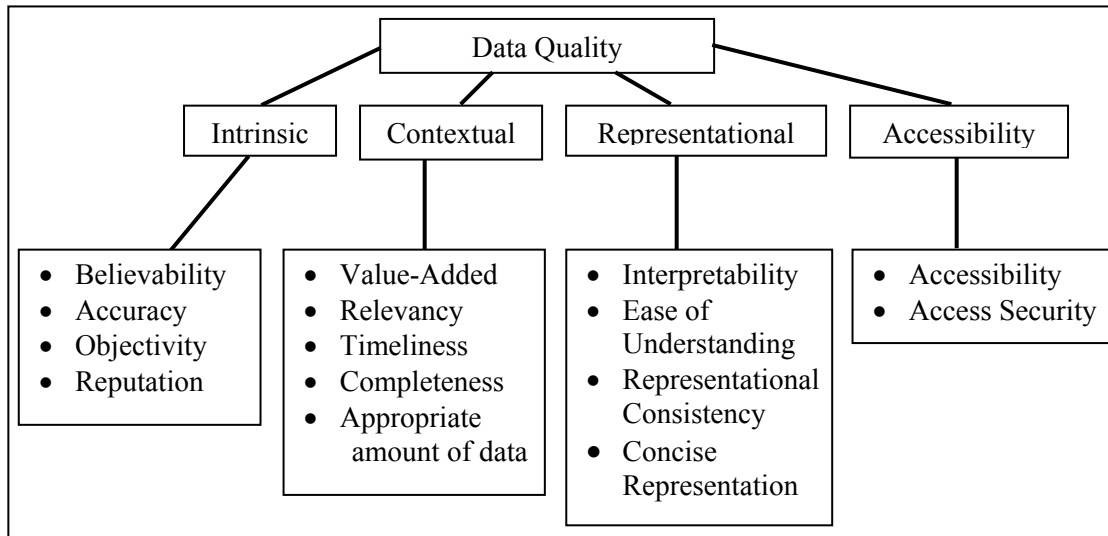 Data Quality
Intrinsic
Contextual
Representational
Accessibility
• Believability
• Accuracy
• Objectivity
• Reputation
• Value-Added
• Relevancy
• Timeliness
• Completeness
• Appropriate
amount of data
• Interpretability
• Ease of
Understanding
• Representational
Consistency
• Concise
Representation
• Accessibility
• Access Security